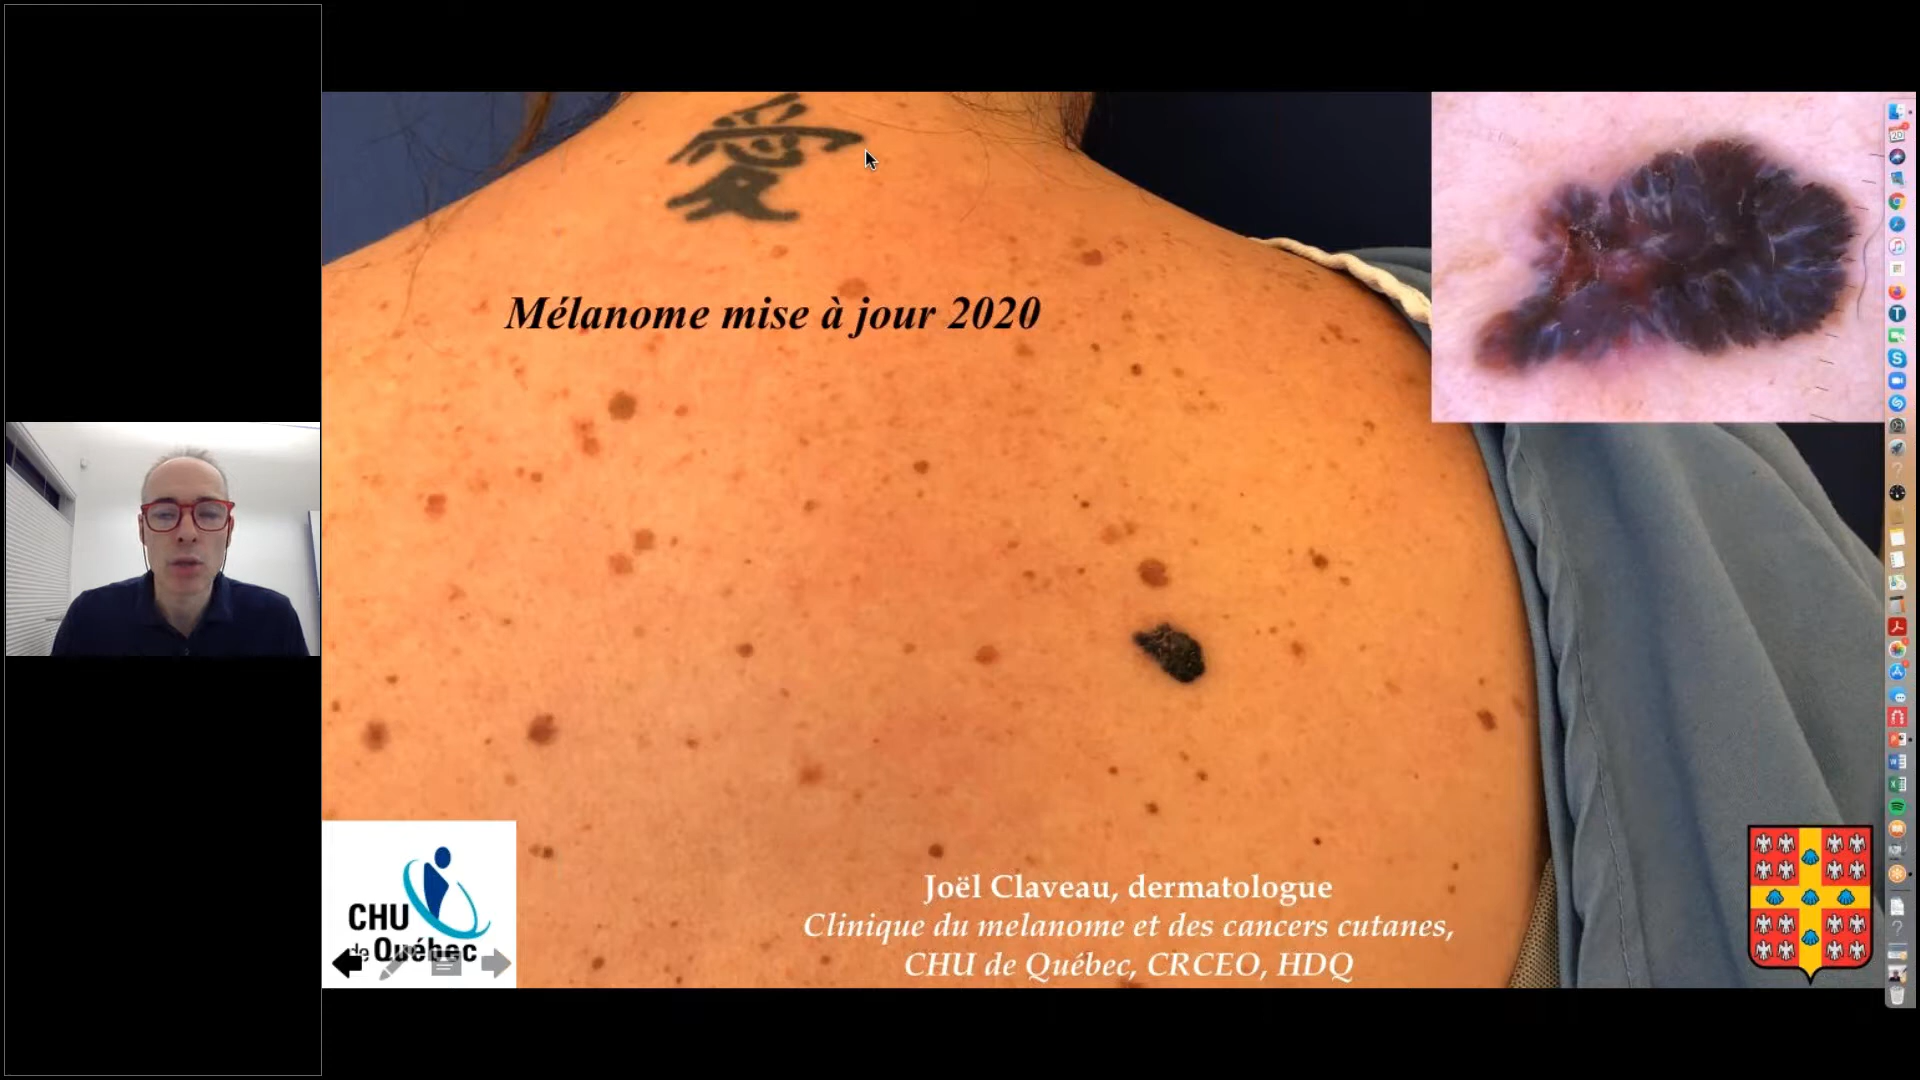 愛
Mélanome mise à jour 2020
CHU
de Québec
Joël Claveau, dermatologue
Clinique du melanome et des cancers cutanes,
CHU de Québec, CRCEO, HDQ